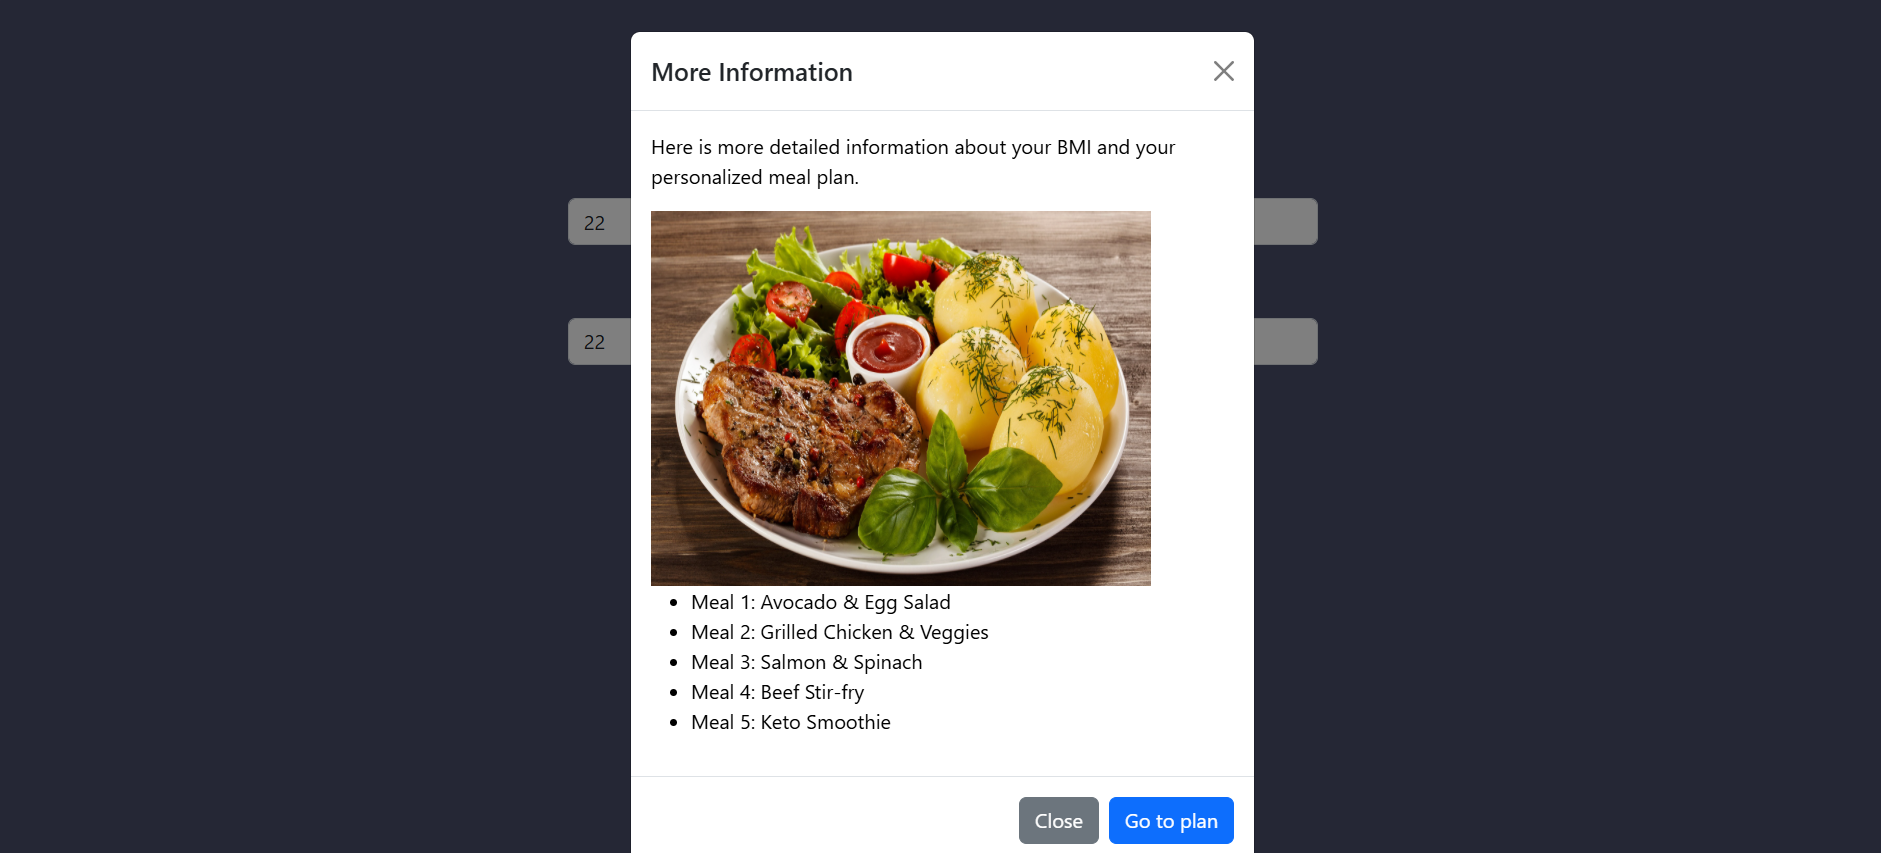 More Information
Here is more detailed information about your BMI and your
personalized meal plan.
22
22
Meal 1: Avocado & Egg Salad
Meal 2: Grilled Chicken & Veggies
Meal 3: Salmon & Spinach
Meal 4: Beef Stir-fry
Meal 5: Keto Smoothie
Close
Go to plan